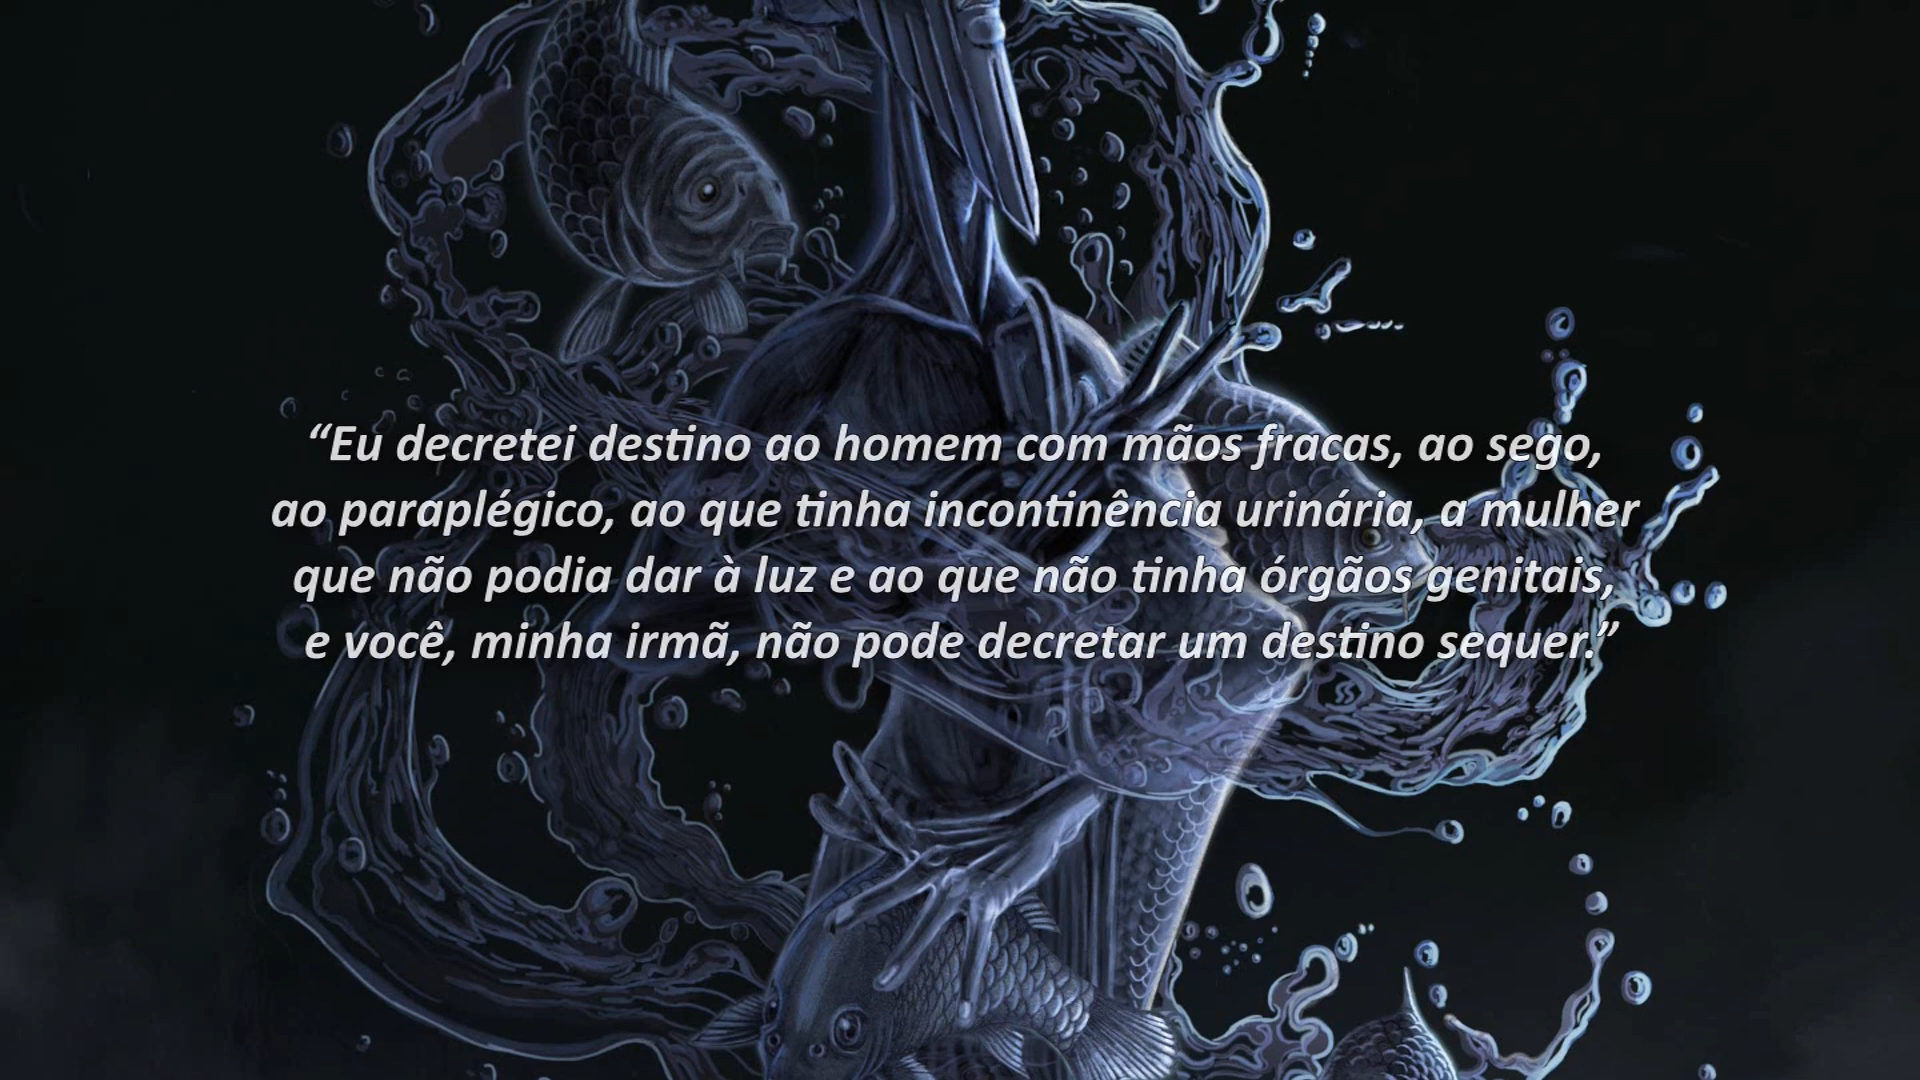 “Eu decretei destino ao homem com mãos fracas, ao sego,
ao paraplégico, ao que tinha incontinência urinária, a mulher
que não podia dar à luz e ao que não tinha órgãos genitais,
e você, minha irmã, não pode decretar um destino sequer.”